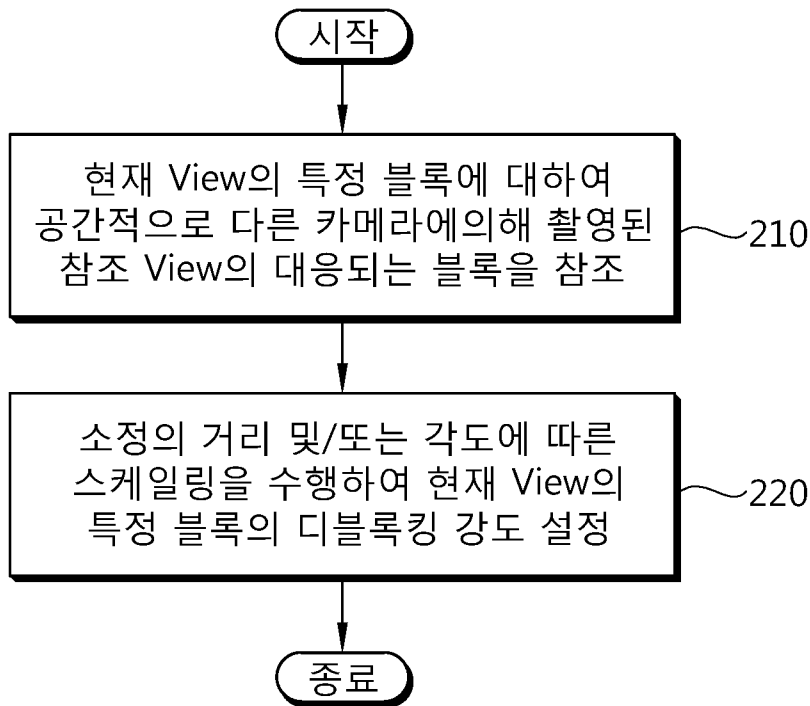 시작
현재 View의 특정 블록에 대하여
공간적으로 다른 카메라에의해 촬영된
참조 View의 대응되는 블록을 참조
210
소정의 거리 및/또는 각도에 따른
스케일링을 수행하여 현재 View의
특정 블록의 디블록킹 강도 설정
220
종료